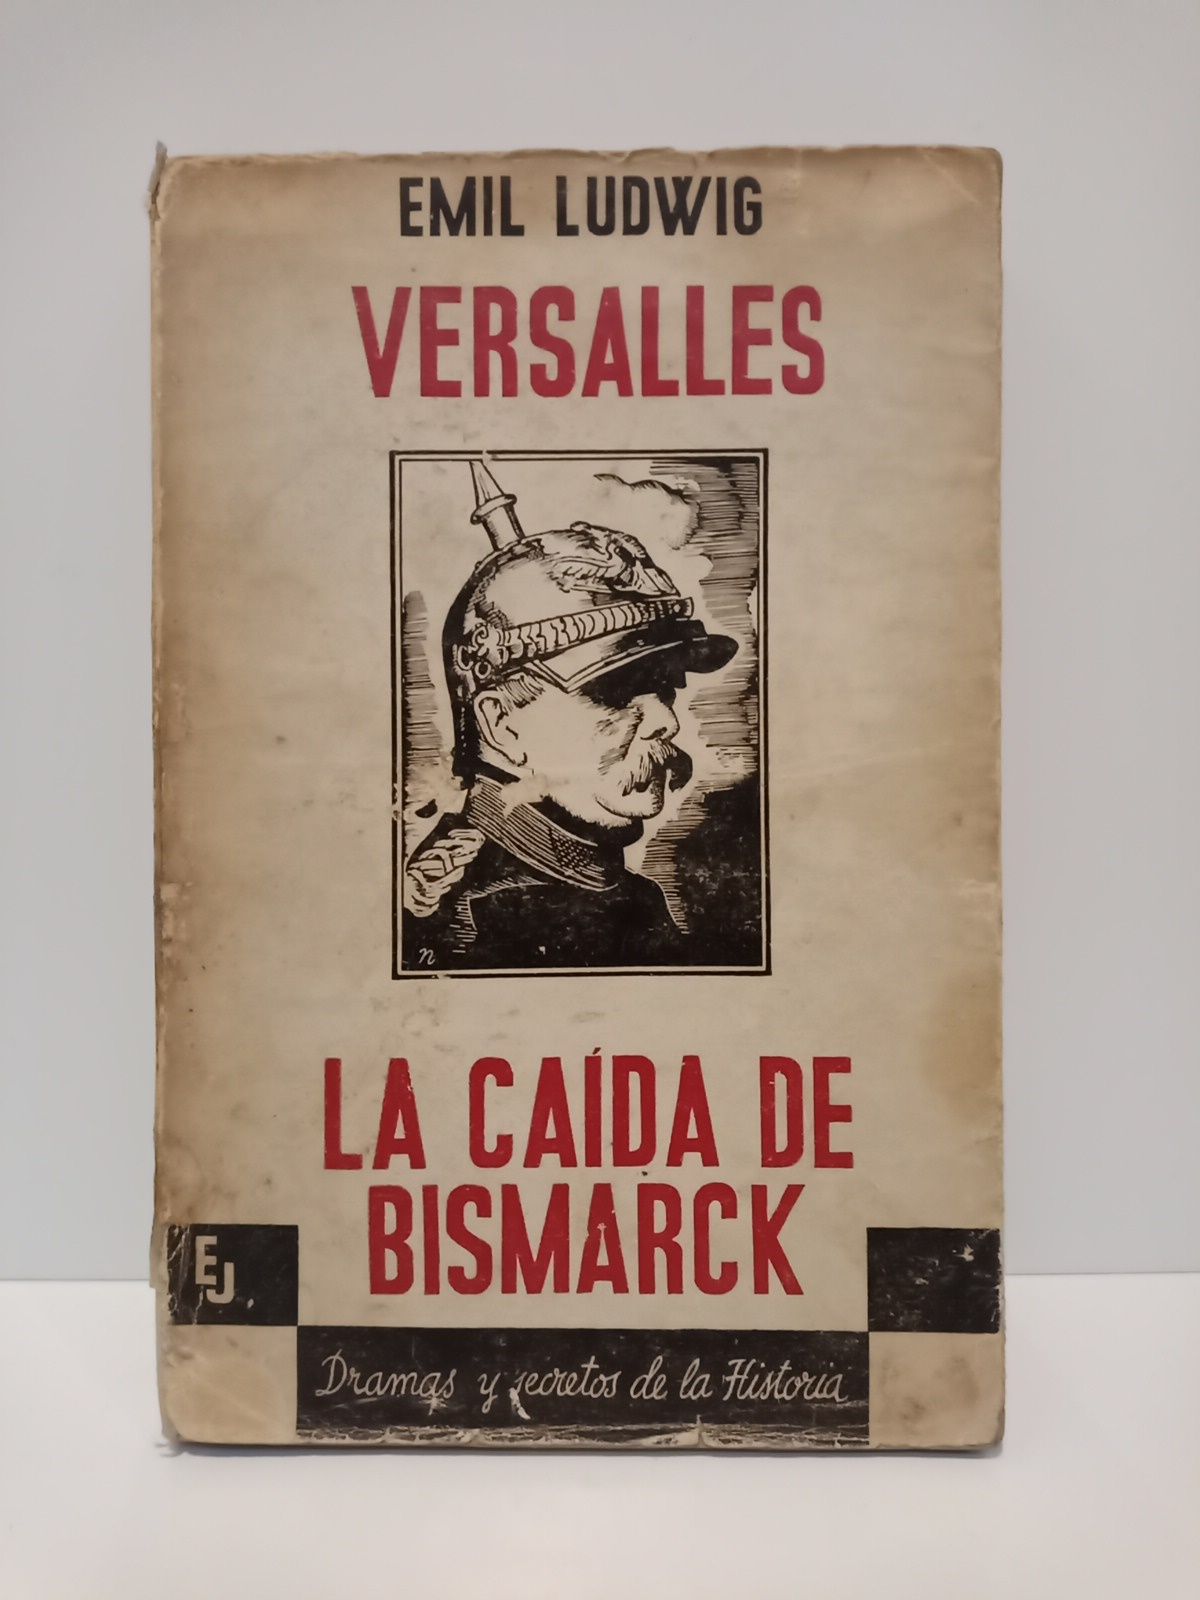 EMIL LUDWIG
VERSALLES
n
LA CAÍDA DE
BISMARCK
EJ
Dramas y secretos de la Historia